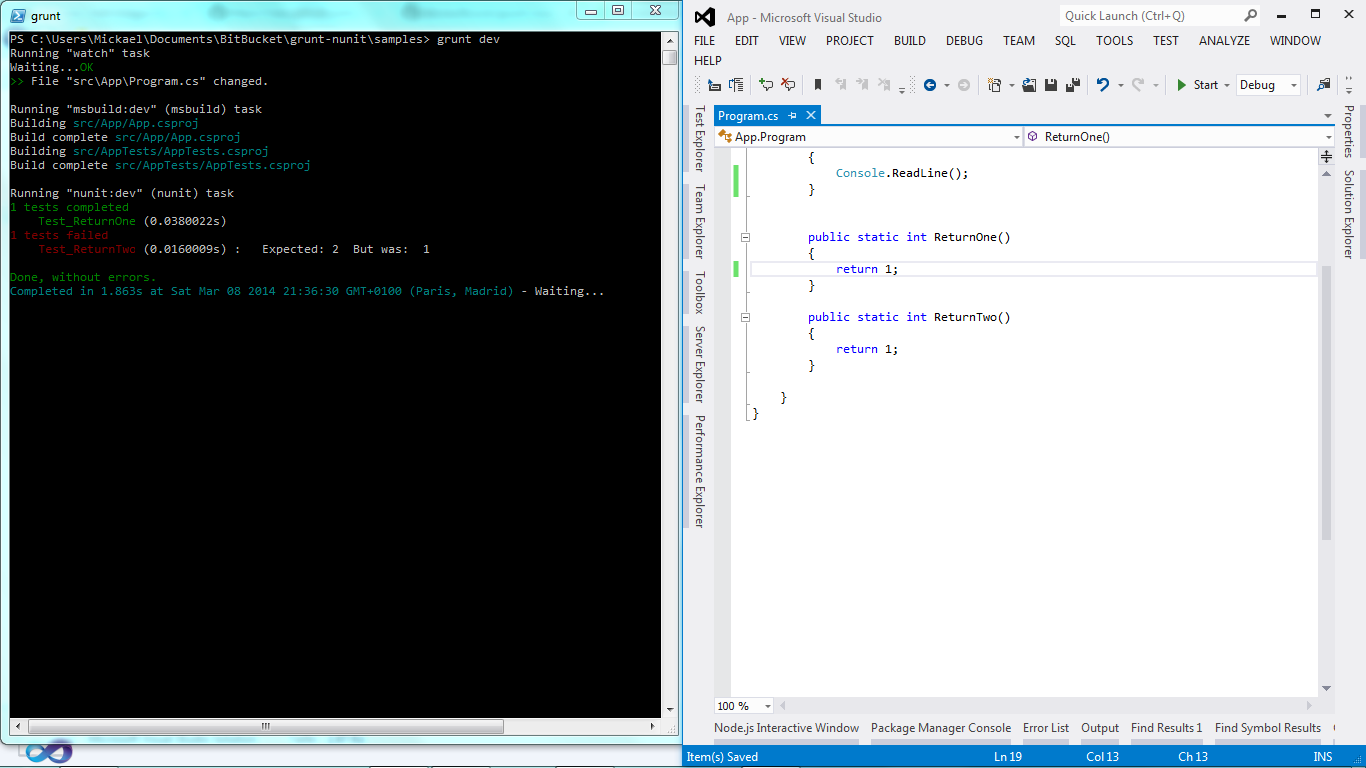 grunt
PS C:\Users\Mickael\Documents\BitBucket\grunt-nunit\samples> grunt dev
Running "watch" task
Waiting...OK
>> File "src\App\Program.cs" changed.
Running "msbuild:dev" (msbuild) task
Building src/App/App.csproj
Build complete src/App/App.csproj
Building src/AppTests/AppTests.csproj
Build complete src/AppTests/AppTests.csproj
Running "nunit:dev" (nunit) task
1 tests completed
Test_ReturnOne (0.0380022s)
1 tests failed
Test_ReturnTwo (0.0160009s) : Expected: 2 But was: 1
Done, without errors.
Completed in 1.863s at Sat Mar 08 2014 21:36:30 GMT+0100 (Paris, Madrid) - Waiting...
App - Microsoft Visual Studio
Quick Launch (Ctrl+Q)
FILE EDIT VIEW PROJECT BUILD DEBUG TEAM SQL TOOLS TEST ANALYZE WINDOW
HELP
Start Debug
Test Explorer
Team Explorer
Toolbox
Server Explorer
Performance Explorer
Program.cs
App.Program
ReturnOne()
{
Console.ReadLine();
}
public static int ReturnOne()
{
return 1;
}
public static int ReturnTwo()
{
return 1;
}
}
}
Properties
Solution Explorer
100 %
Node.js Interactive Window Package Manager Console Error List Output Find Results 1 Find Symbol Results
Item(s) Saved Ln 19 Col 13 Ch 13 INS